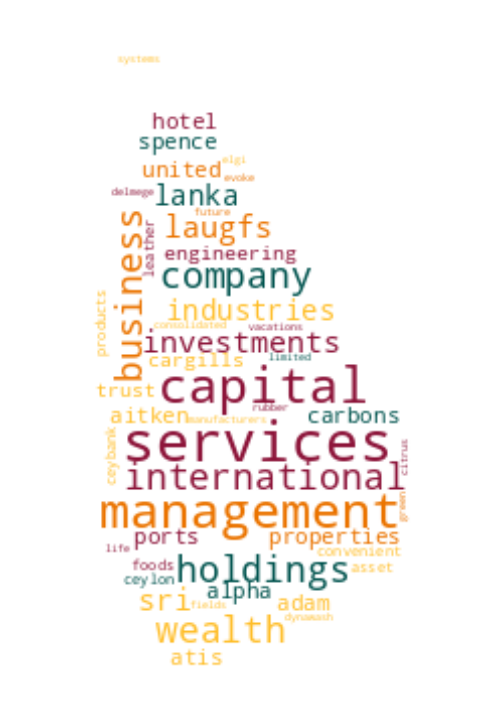 systems
hotel
spence
elgi
united
evoke
delmege
lanka
future
laugfs
business
leather
engineering
company
products
industries
consolidated
vacations
investments
cargills
limited
trust
capital
rubber
aitken
manufacturers
carbons
ceybank
services
citrus
international
green
management
ports
properties
life
convenient
foods
holdings
asset
ceylon
alpha
sri
fields
adam
dynamash
wealth
atis